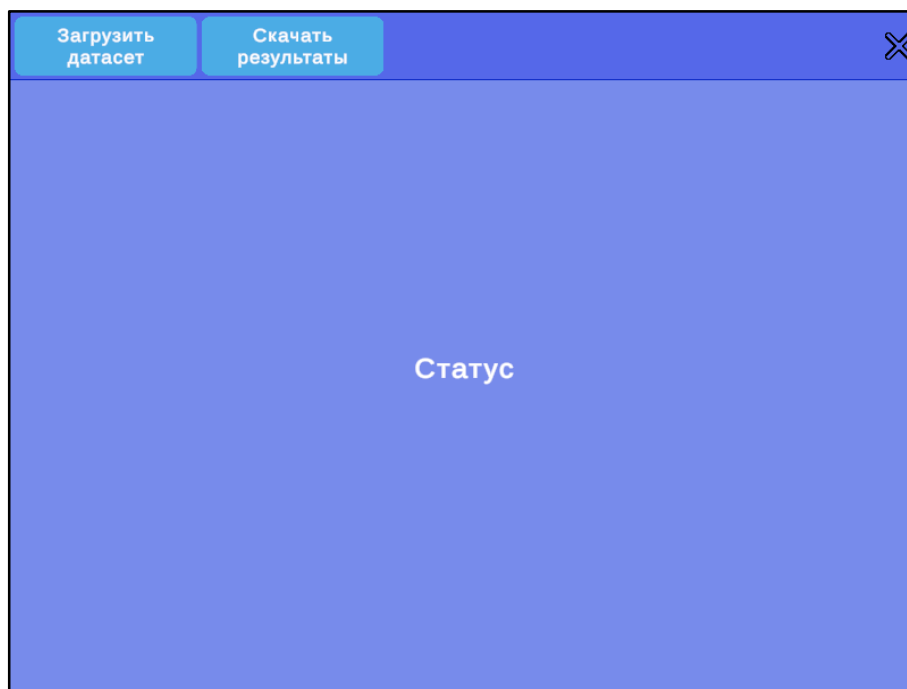 Загрузить
датасет
Скачать
результаты
Статус